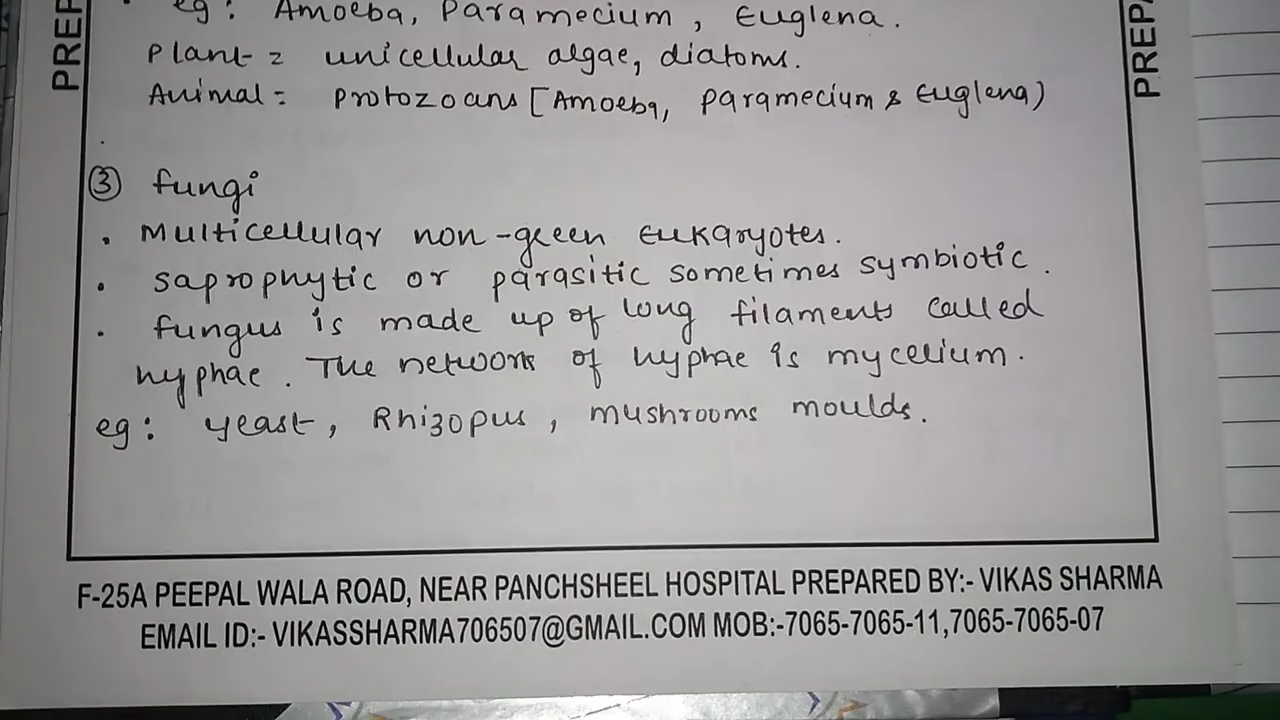 eg: Amoeba, Paramecium, Euglena.
Plant = unicellular algae, diatoms.
Animal = Protozoans [Amoeba, Paramecium & Euglena)
③ fungi
• Multicellular non-green Eukaryotes.
• saprophytic or parasitic sometimes symbiotic.
• fungus is made up of long filaments called
hyphae. The network of hyphae is mycelium.
eg: yeast, Rhizopus, mushrooms moulds.
F-25A PEEPAL WALA ROAD, NEAR PANCHSHEEL HOSPITAL PREPARED BY:- VIKAS SHARMA
EMAIL ID:- VIKASSHARMA706507@GMAIL.COM MOB:-7065-7065-11,7065-7065-07